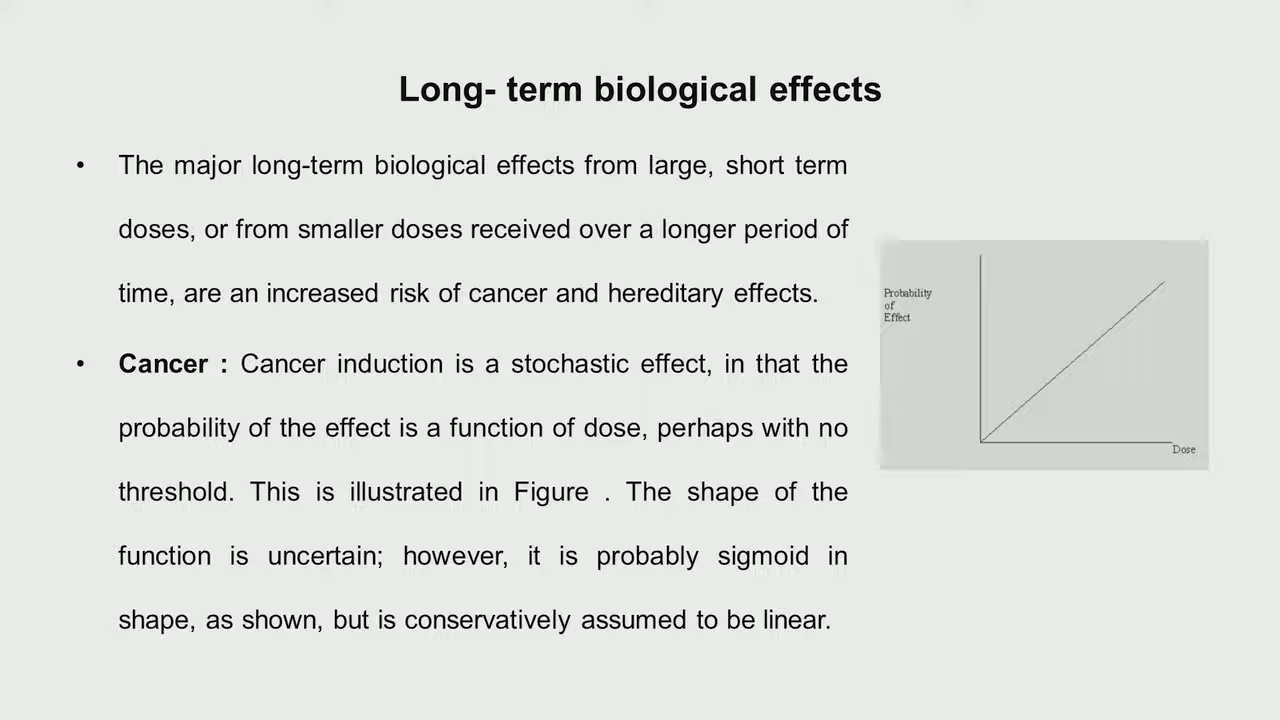 Long- term biological effects
• The major long-term biological effects from large, short term
doses, or from smaller doses received over a longer period of
time, are an increased risk of cancer and hereditary effects.
• Cancer : Cancer induction is a stochastic effect, in that the
probability of the effect is a function of dose, perhaps with no
threshold. This is illustrated in Figure . The shape of the
function is uncertain; however, it is probably sigmoid in
shape, as shown, but is conservatively assumed to be linear.
Probability
of
Effect
Dose